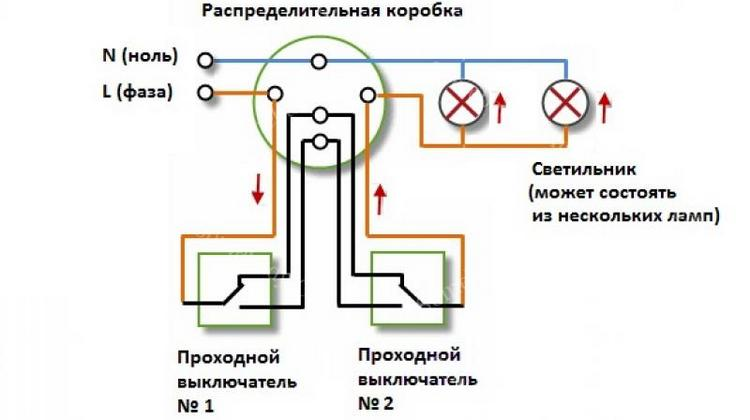 Распределительная коробка
N (ноль)
L (фаза)
Светильник
(может состоять
из нескольких ламп)
Проходной
выключатель
№ 1
Проходной
выключатель
№ 2